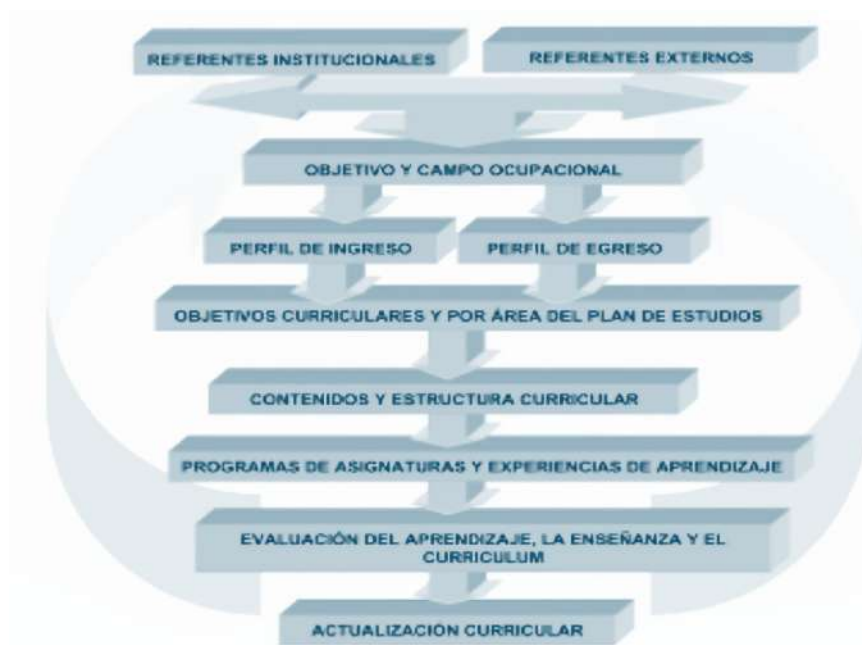 REFERENTES INSTITUCIONALES
REFERENTES EXTERNOS
OBJETIVO Y CAMPO OCUPACIONAL
PERFIL DE INGRESO
PERFIL DE EGRESO
OBJETIVOS CURRICULARES Y POR ÁREA DEL PLAN DE ESTUDIOS
CONTENIDOS Y ESTRUCTURA CURRICULAR
PROGRAMAS DE ASIGNATURAS Y EXPERIENCIAS DE APRENDIZAJE
EVALUACIÓN DEL APRENDIZAJE, LA ENSEÑANZA Y EL
CURRICULUM
ACTUALIZACIÓN CURRICULAR